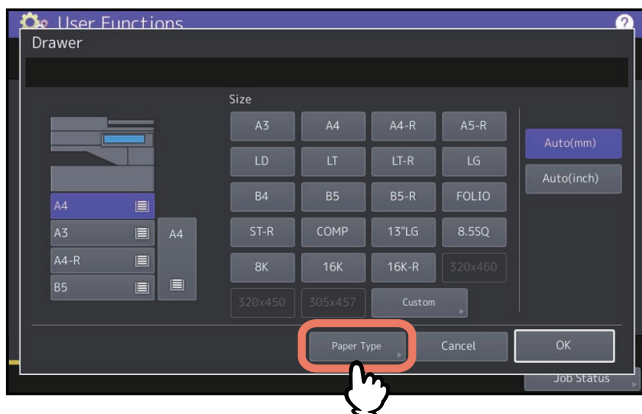 User Functions
?
Drawer
Size
A3 A4 A4-R A5-R
Auto(mm)
LD LT LT-R LG
Auto(inch)
B4 B5 B5-R FOLIO
A4
A3 A4
ST-R COMP 13"LG 8.5SQ
A4-R
8K 16K 16K-R 320x460
B5
320x450 305x457 Custom
Paper Type Cancel OK
Job Status